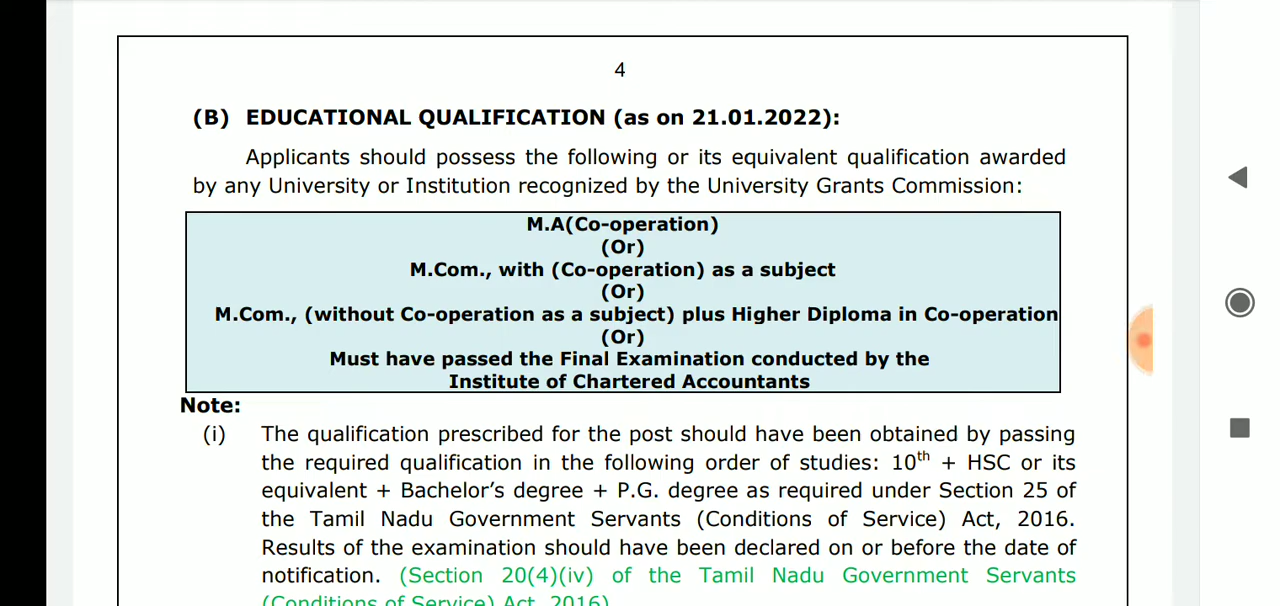 4
(B) EDUCATIONAL QUALIFICATION (as on 21.01.2022):
Applicants should possess the following or its equivalent qualification awarded
by any University or Institution recognized by the University Grants Commission:
M.A(Co-operation)
(Or)
M.Com., with (Co-operation) as a subject
(Or)
M.Com., (without Co-operation as a subject) plus Higher Diploma in Co-operation
(Or)
Must have passed the Final Examination conducted by the
Institute of Chartered Accountants
Note:
(i) The qualification prescribed for the post should have been obtained by passing
the required qualification in the following order of studies: 10th + HSC or its
equivalent + Bachelor’s degree + P.G. degree as required under Section 25 of
the Tamil Nadu Government Servants (Conditions of Service) Act, 2016.
Results of the examination should have been declared on or before the date of
notification. (Section 20(4)(iv) of the Tamil Nadu Government Servants
(Conditions of Service) Act, 2016)